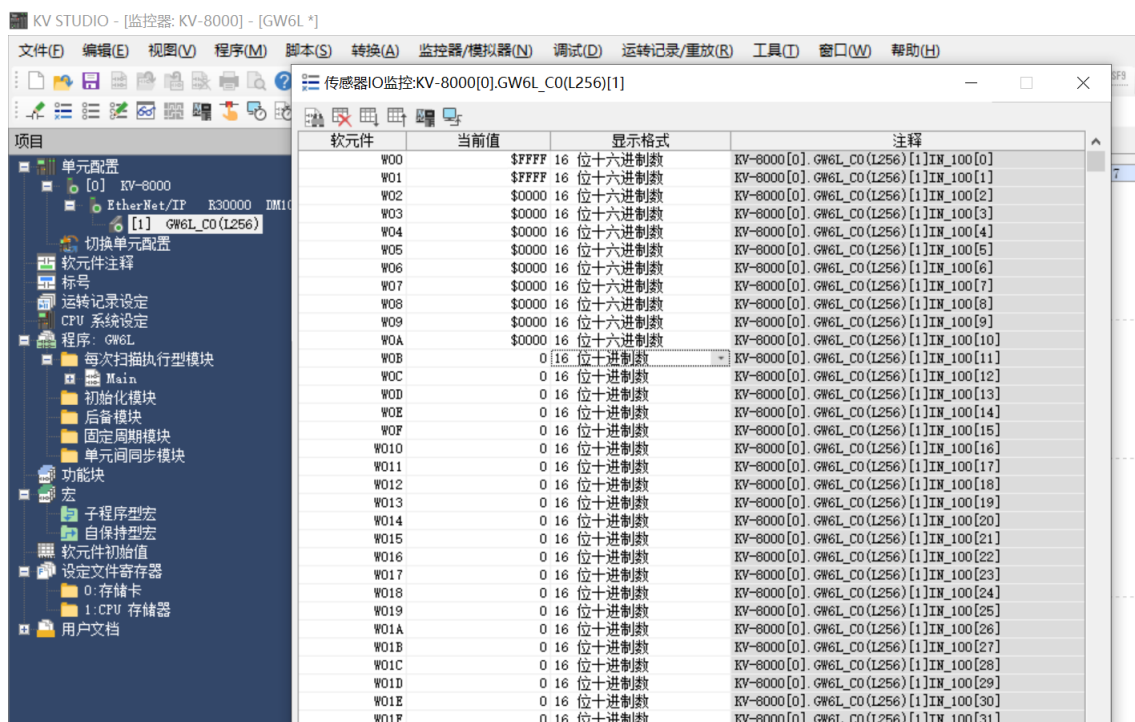 KV STUDIO - [监控器: KV-8000] - [GW6L *]
文件(F) 编辑(E) 视图(V) 程序(M) 脚本(S) 转换(A) 监控器/模拟器(N) 调试(D) 运转记录/重放(R) 工具(T) 窗口(W) 帮助(H)
传感器IO监控:KV-8000[0].GW6L_C0(L256)[1]
SF9
项目
单元配置
[0] KV-8000
EtherNet/IP R30000 DM10
[1] GW6L_C0(L256)
切换单元配置
软元件注释
标号
运转记录设定
CPU 系统设定
程序: GW6L
每次扫描执行型模块
Main
初始化模块
后备模块
固定周期模块
单元间同步模块
功能块
宏
子程序型宏
自保持型宏
软元件初始值
设定文件寄存器
0:存储卡
1:CPU 存储器
用户文档
软元件 当前值 显示格式 注释
W00 $FFFF 16 位十六进制数 KV-8000[0].GW6L_C0(L256)[1]IN_100[0]
W01 $FFFF 16 位十六进制数 KV-8000[0].GW6L_C0(L256)[1]IN_100[1]
W02 $0000 16 位十六进制数 KV-8000[0].GW6L_C0(L256)[1]IN_100[2]
W03 $0000 16 位十六进制数 KV-8000[0].GW6L_C0(L256)[1]IN_100[3]
W04 $0000 16 位十六进制数 KV-8000[0].GW6L_C0(L256)[1]IN_100[4]
W05 $0000 16 位十六进制数 KV-8000[0].GW6L_C0(L256)[1]IN_100[5]
W06 $0000 16 位十六进制数 KV-8000[0].GW6L_C0(L256)[1]IN_100[6]
W07 $0000 16 位十六进制数 KV-8000[0].GW6L_C0(L256)[1]IN_100[7]
W08 $0000 16 位十六进制数 KV-8000[0].GW6L_C0(L256)[1]IN_100[8]
W09 $0000 16 位十六进制数 KV-8000[0].GW6L_C0(L256)[1]IN_100[9]
W0A $0000 16 位十六进制数 KV-8000[0].GW6L_C0(L256)[1]IN_100[10]
W0B 0 16 位十进制数 KV-8000[0].GW6L_C0(L256)[1]IN_100[11]
W0C 0 16 位十进制数 KV-8000[0].GW6L_C0(L256)[1]IN_100[12]
W0D 0 16 位十进制数 KV-8000[0].GW6L_C0(L256)[1]IN_100[13]
W0E 0 16 位十进制数 KV-8000[0].GW6L_C0(L256)[1]IN_100[14]
W0F 0 16 位十进制数 KV-8000[0].GW6L_C0(L256)[1]IN_100[15]
W010 0 16 位十进制数 KV-8000[0].GW6L_C0(L256)[1]IN_100[16]
W011 0 16 位十进制数 KV-8000[0].GW6L_C0(L256)[1]IN_100[17]
W012 0 16 位十进制数 KV-8000[0].GW6L_C0(L256)[1]IN_100[18]
W013 0 16 位十进制数 KV-8000[0].GW6L_C0(L256)[1]IN_100[19]
W014 0 16 位十进制数 KV-8000[0].GW6L_C0(L256)[1]IN_100[20]
W015 0 16 位十进制数 KV-8000[0].GW6L_C0(L256)[1]IN_100[21]
W016 0 16 位十进制数 KV-8000[0].GW6L_C0(L256)[1]IN_100[22]
W017 0 16 位十进制数 KV-8000[0].GW6L_C0(L256)[1]IN_100[23]
W018 0 16 位十进制数 KV-8000[0].GW6L_C0(L256)[1]IN_100[24]
W019 0 16 位十进制数 KV-8000[0].GW6L_C0(L256)[1]IN_100[25]
W01A 0 16 位十进制数 KV-8000[0].GW6L_C0(L256)[1]IN_100[26]
W01B 0 16 位十进制数 KV-8000[0].GW6L_C0(L256)[1]IN_100[27]
W01C 0 16 位十进制数 KV-8000[0].GW6L_C0(L256)[1]IN_100[28]
W01D 0 16 位十进制数 KV-8000[0].GW6L_C0(L256)[1]IN_100[29]
W01E 0 16 位十进制数 KV-8000[0].GW6L_C0(L256)[1]IN_100[30]
W01F 0 16 位十进制数 KV-8000[0].GW6L_C0(L256)[1]IN_100[31]
7